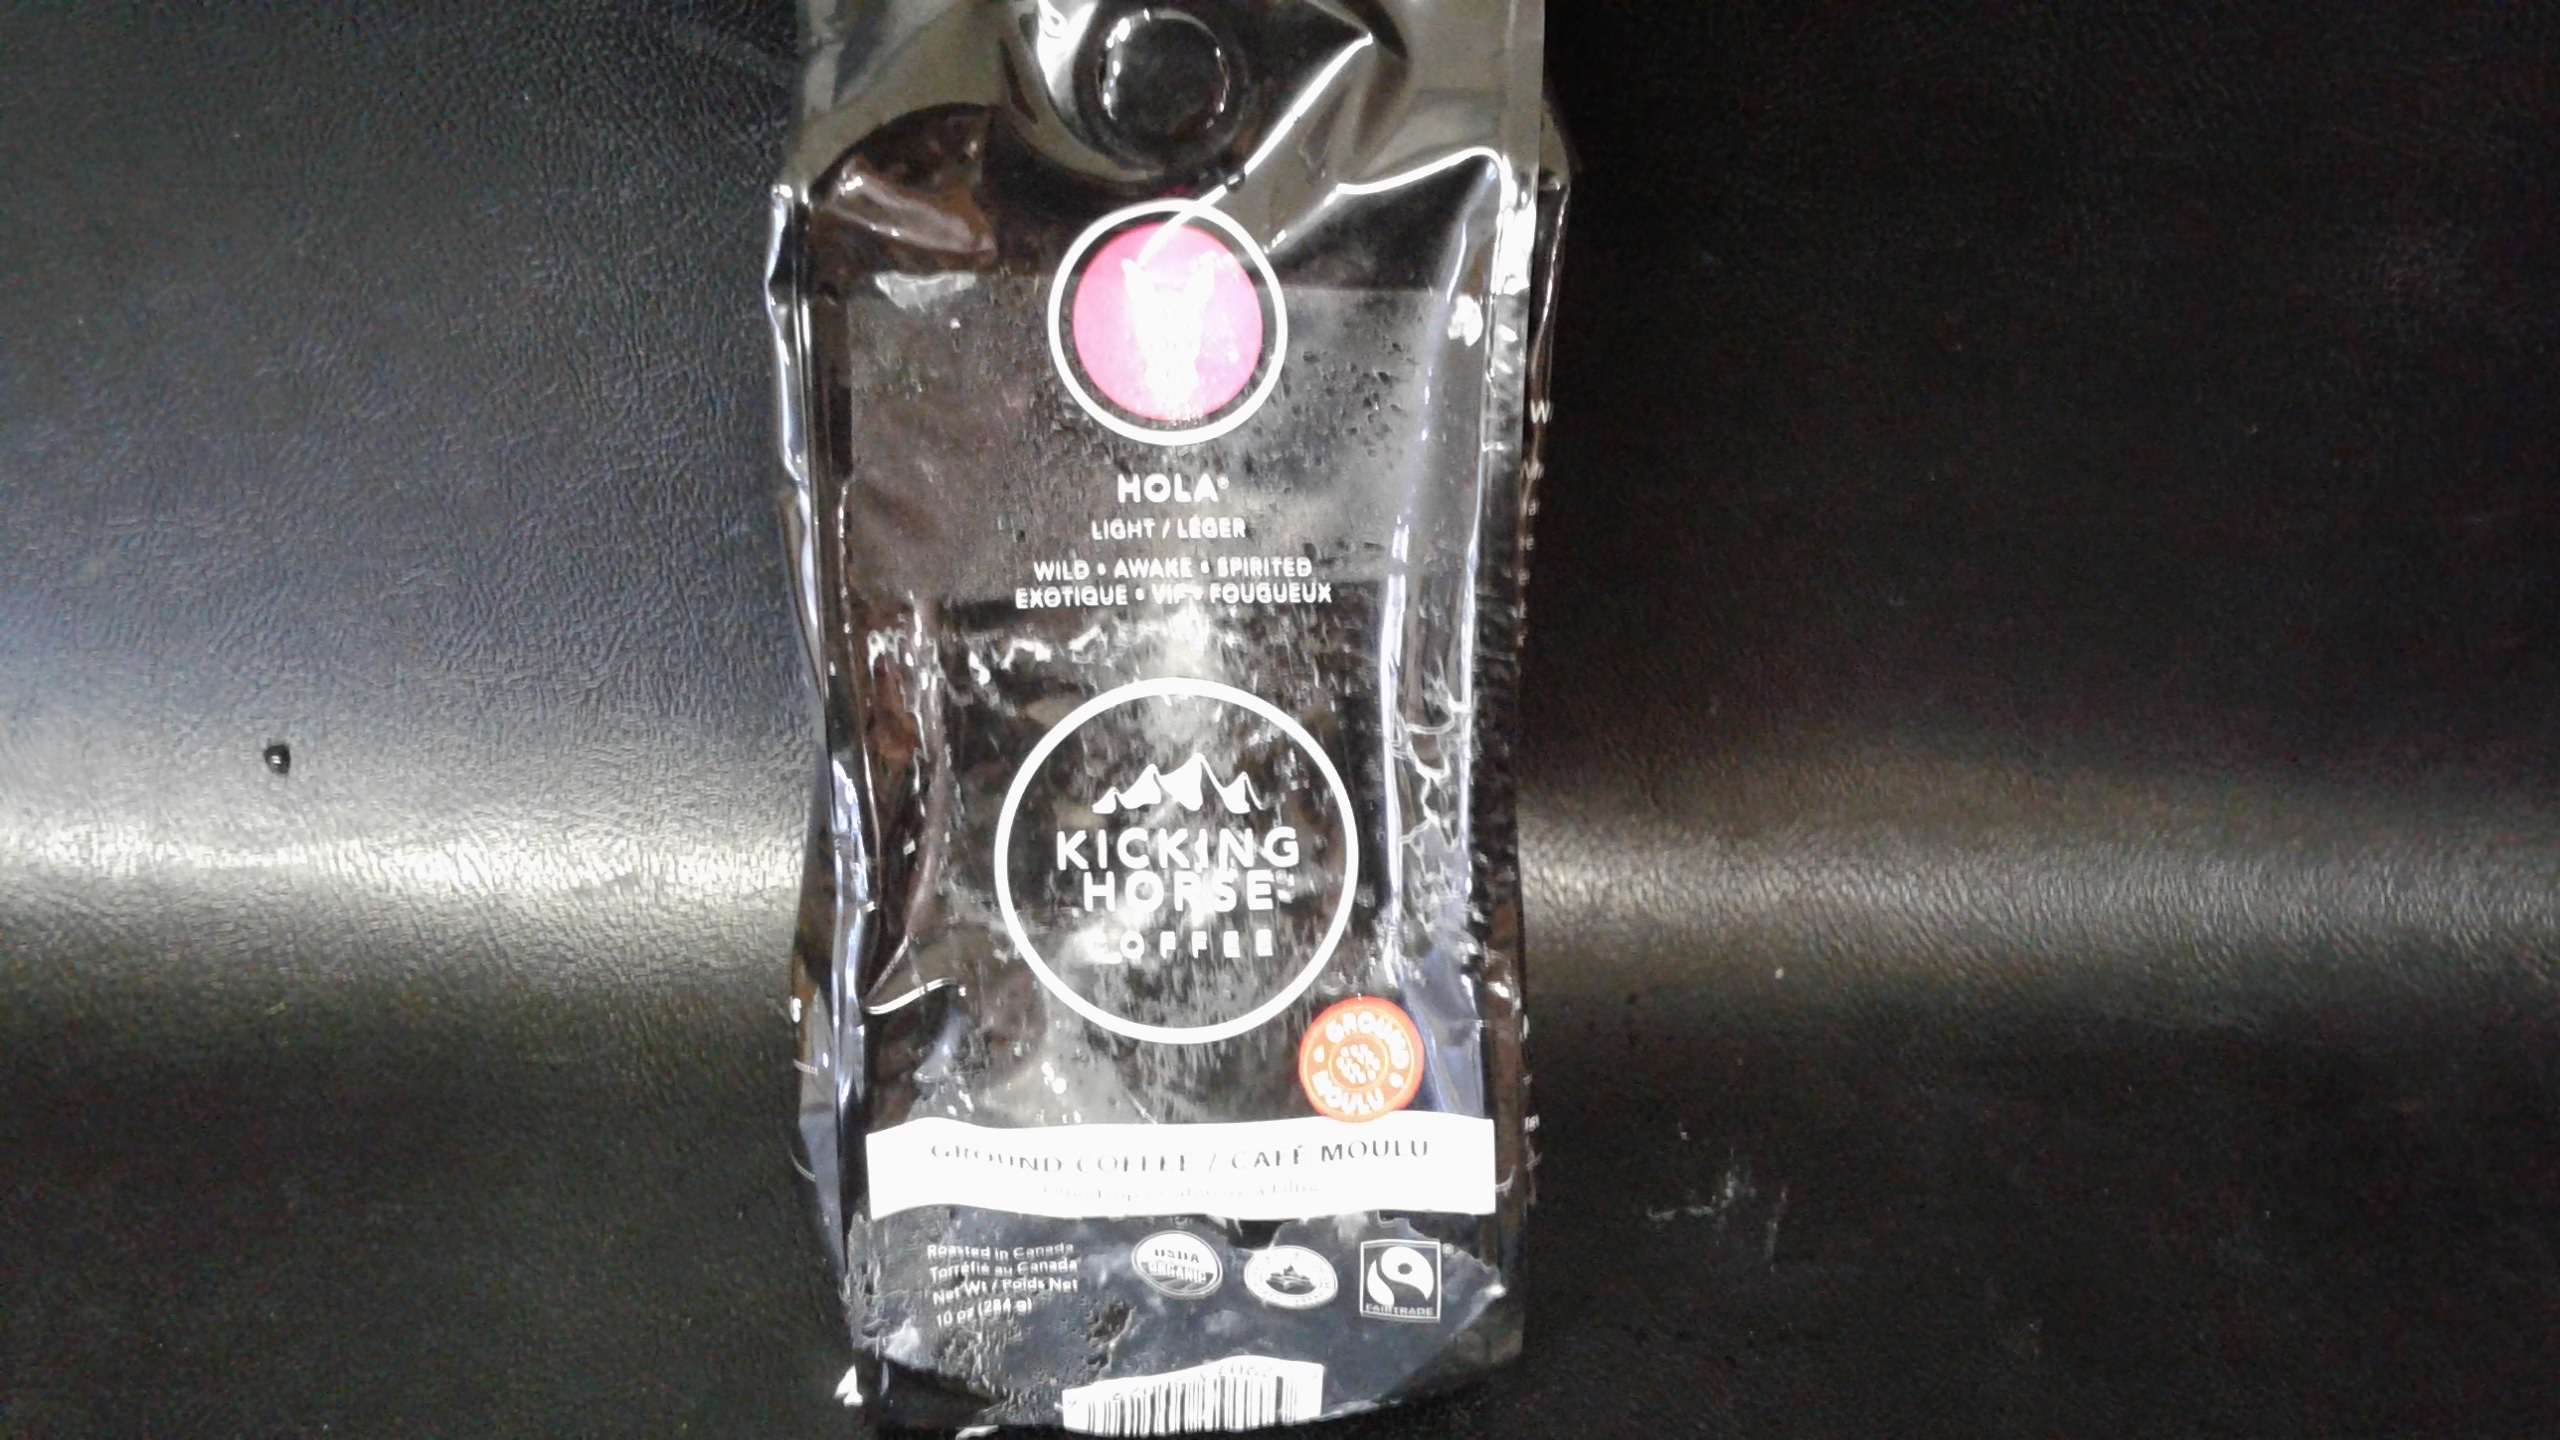 HOLA®
LIGHT / LÉGER
WILD • AWAKE • SPIRITED
EXOTIQUE • VIF • FOUGUEUX
KICKING
HORSE
COFFEE
GROUND
MOULU
GROUND COFFEE / CAFÉ MOULU
Roasted in Canada
Torréfié au Canada
Net Wt / Poids Net
10 oz (284 g)
USDA
ORGANIC
FAIRTRADE
W